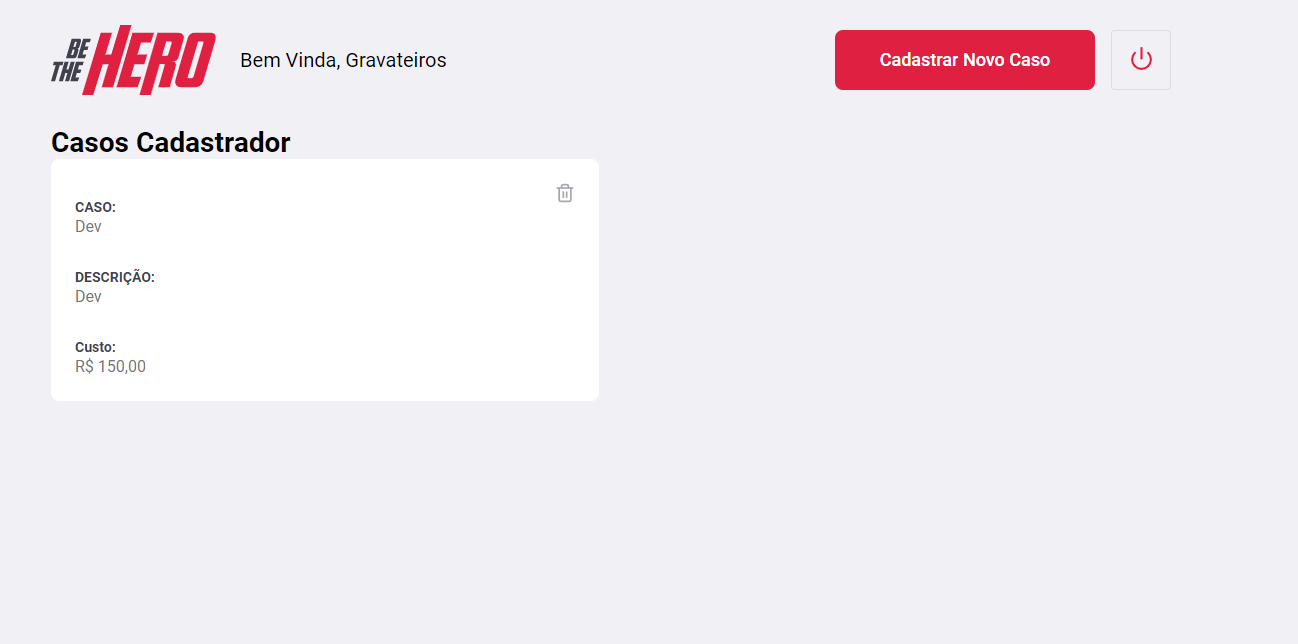 BE
THE HERO
Bem Vinda, Gravateiros
Cadastrar Novo Caso
Casos Cadastrador
CASO:
Dev
DESCRIÇÃO:
Dev
Custo:
R$ 150,00